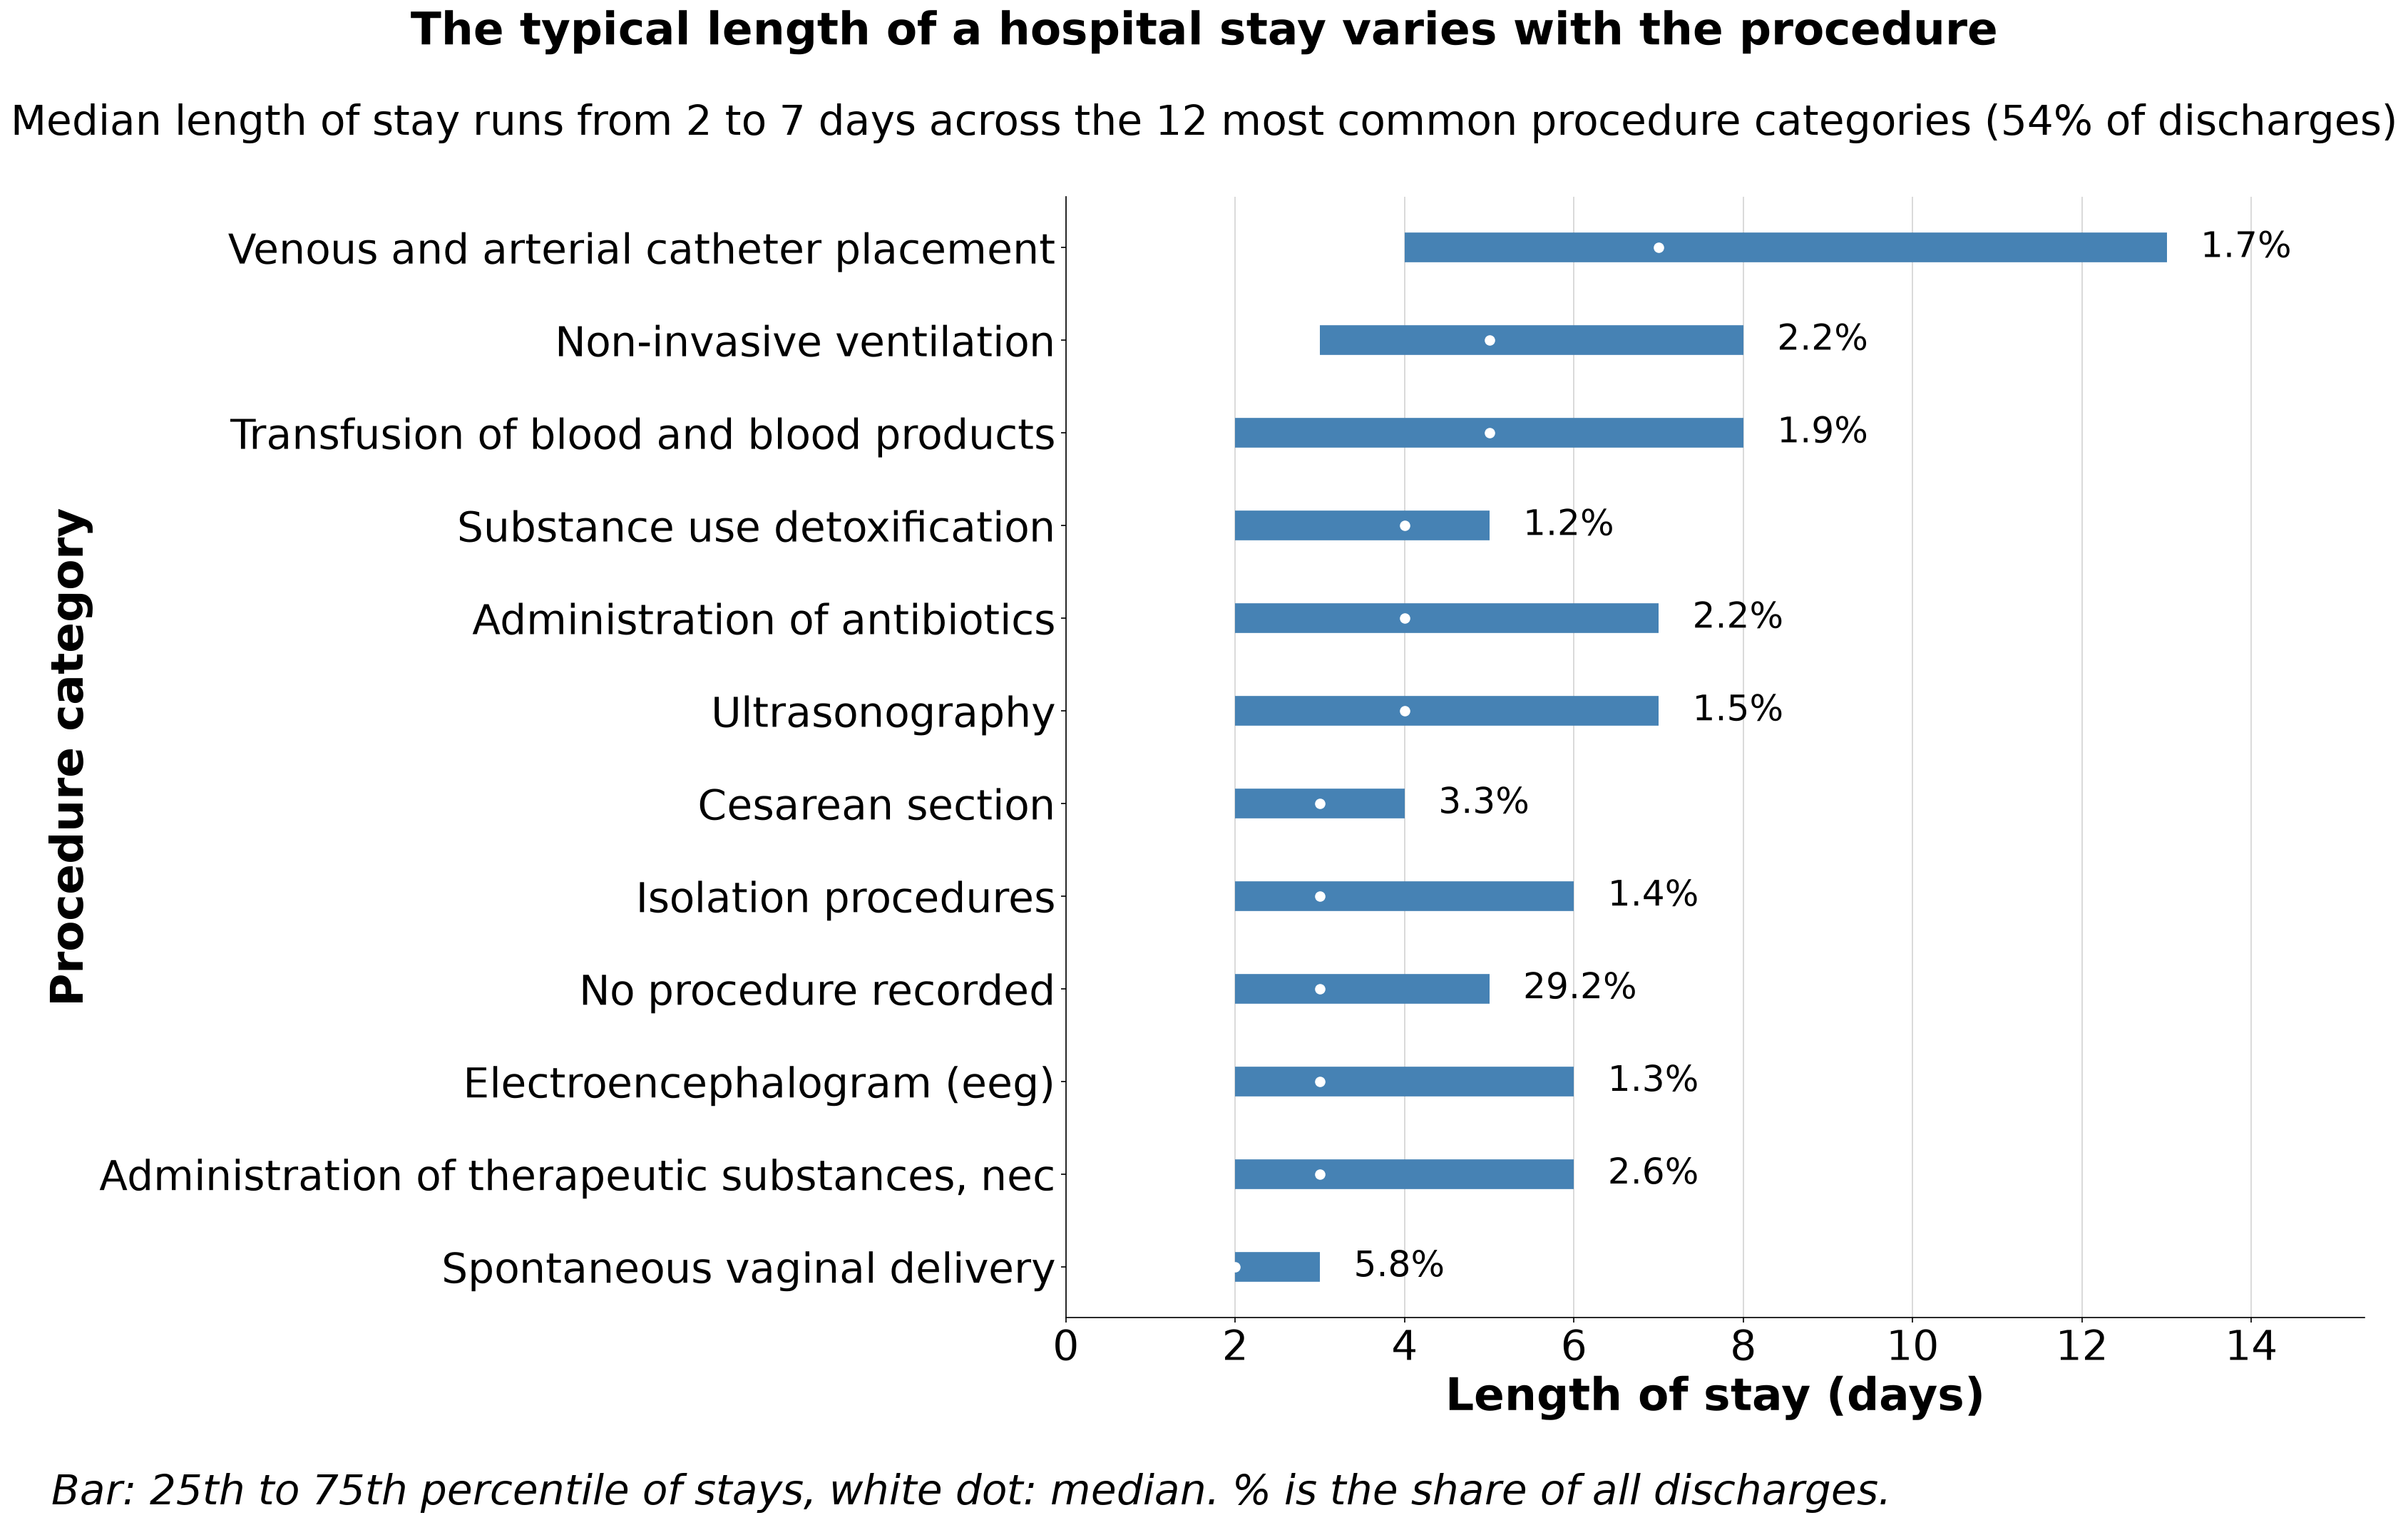 The typical length of a hospital stay varies with the procedure
Median length of stay runs from 2 to 7 days across the 12 most common procedure categories (54% of discharges)
Procedure category
Venous and arterial catheter placement 1.7%
Non-invasive ventilation 2.2%
Transfusion of blood and blood products 1.9%
Substance use detoxification 1.2%
Administration of antibiotics 2.2%
Ultrasonography 1.5%
Cesarean section 3.3%
Isolation procedures 1.4%
No procedure recorded 29.2%
Electroencephalogram (eeg) 1.3%
Administration of therapeutic substances, nec 2.6%
Spontaneous vaginal delivery 5.8%
0 2 4 6 8 10 12 14
Length of stay (days)
Bar: 25th to 75th percentile of stays, white dot: median. % is the share of all discharges.